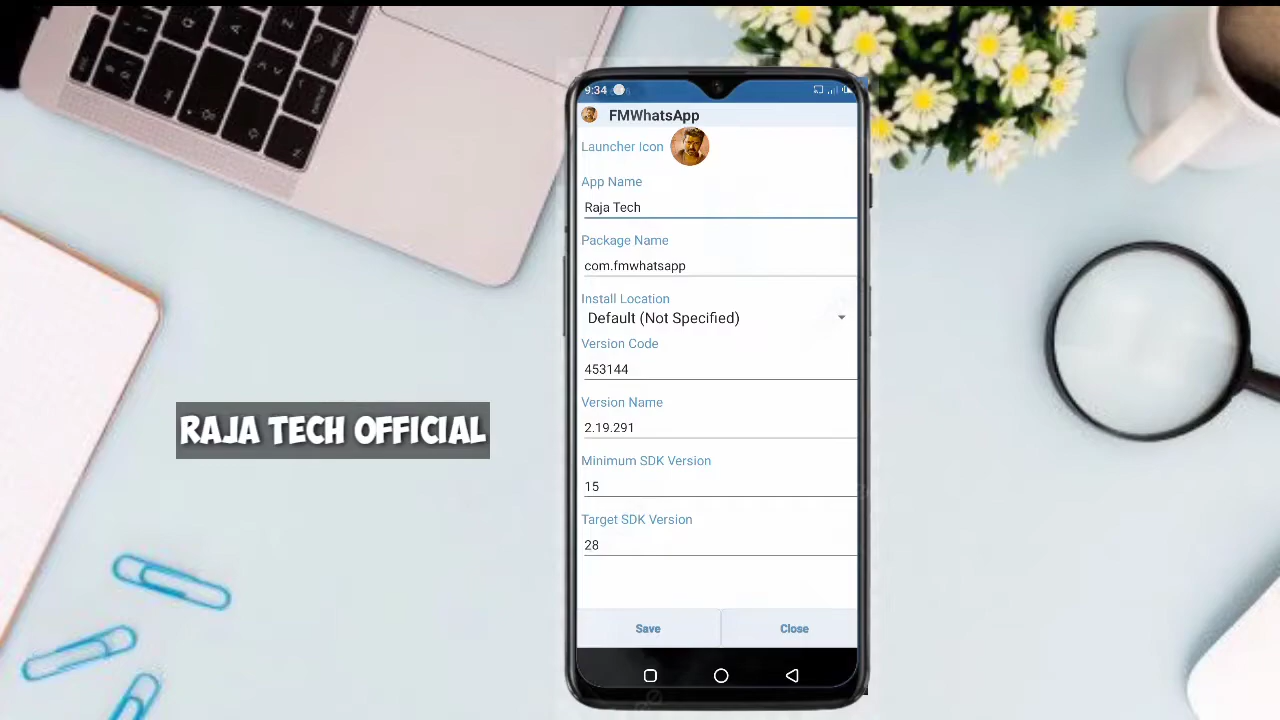 9:34
FMWhatsApp
Launcher Icon
App Name
Raja Tech
Package Name
com.fmwhatsapp
Install Location
Default (Not Specified)
Version Code
453144
Version Name
2.19.291
Minimum SDK Version
15
Target SDK Version
28
Save Close
RAJA TECH OFFICIAL